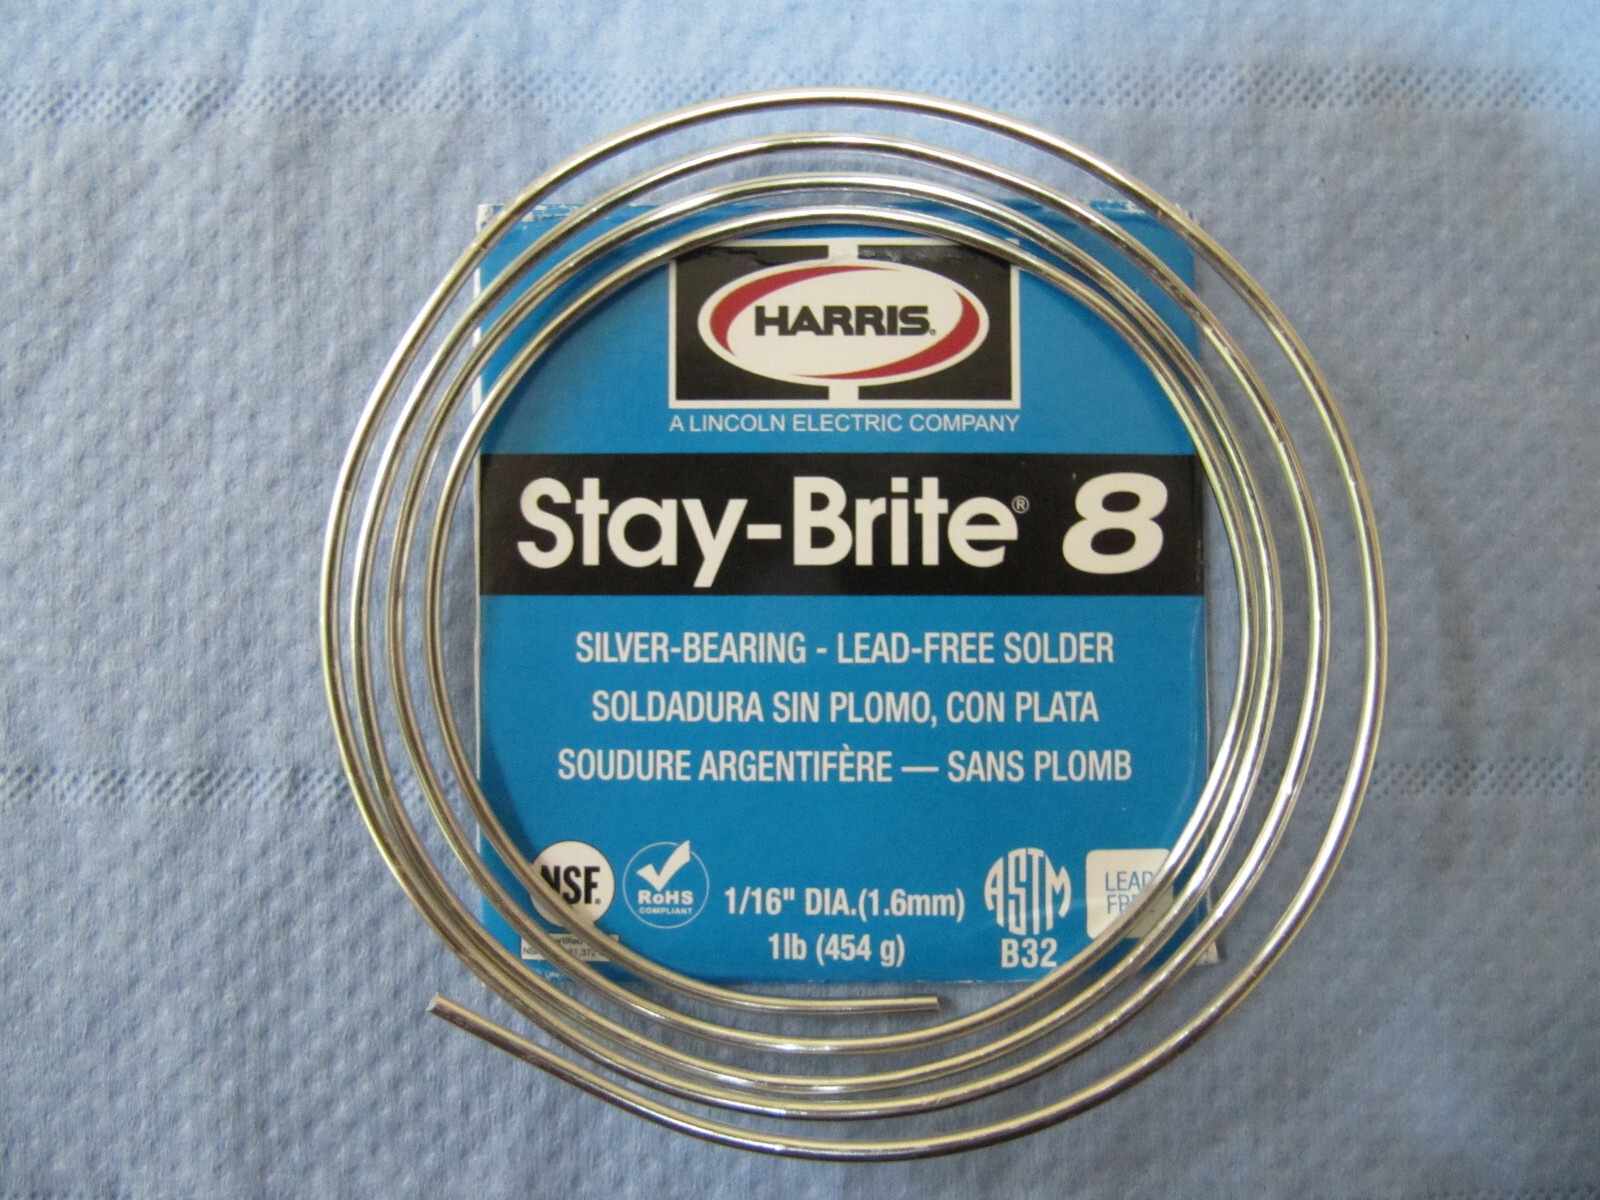 HARRIS.
A LINCOLN ELECTRIC COMPANY
Stay-Brite® 8
SILVER-BEARING - LEAD-FREE SOLDER
SOLDADURA SIN PLOMO, CON PLATA
SOUDURE ARGENTIFÈRE — SANS PLOMB
NSF.
RoHS
COMPLIANT
1/16" DIA.(1.6mm)
1lb (454 g)
ASTM
B32
LEAD